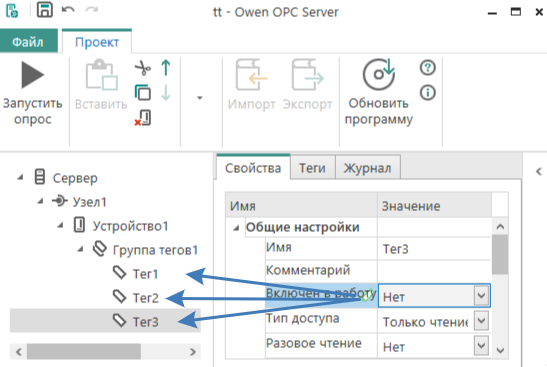 tt - Owen OPC Server
Файл
Проект
Запустить опрос
Вставить
Импорт
Экспорт
Обновить программу
Сервер
Узел1
Устройство1
Группа тегов1
Тег1
Тег2
Тег3
Свойства
Теги
Журнал
Имя
Значение
Общие настройки
Имя
Тег3
Комментарий
Включен в работу
Нет
Тип доступа
Только чтение
Разовое чтение
Нет